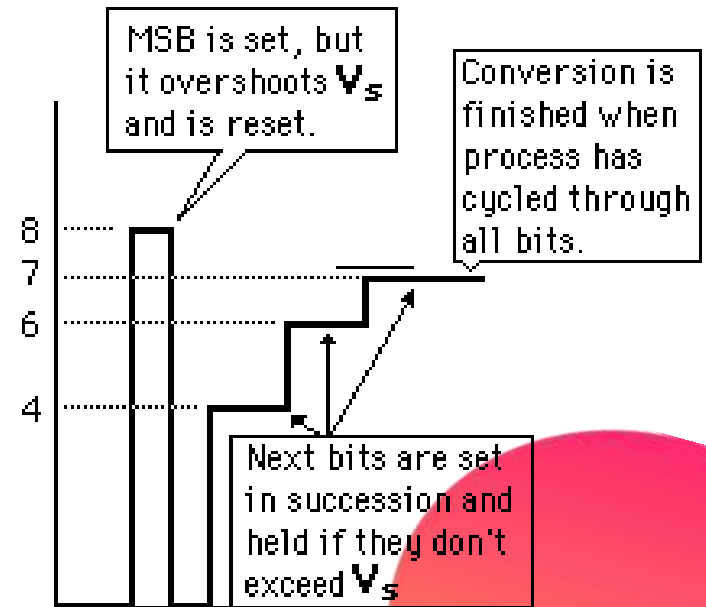 MSB is set, but
it overshoots Vs
and is reset.
Conversion is
finished when
process has
cycled through
all bits.
8
7
6
4
Next bits are set
in succession and
held if they don't
exceed Vs